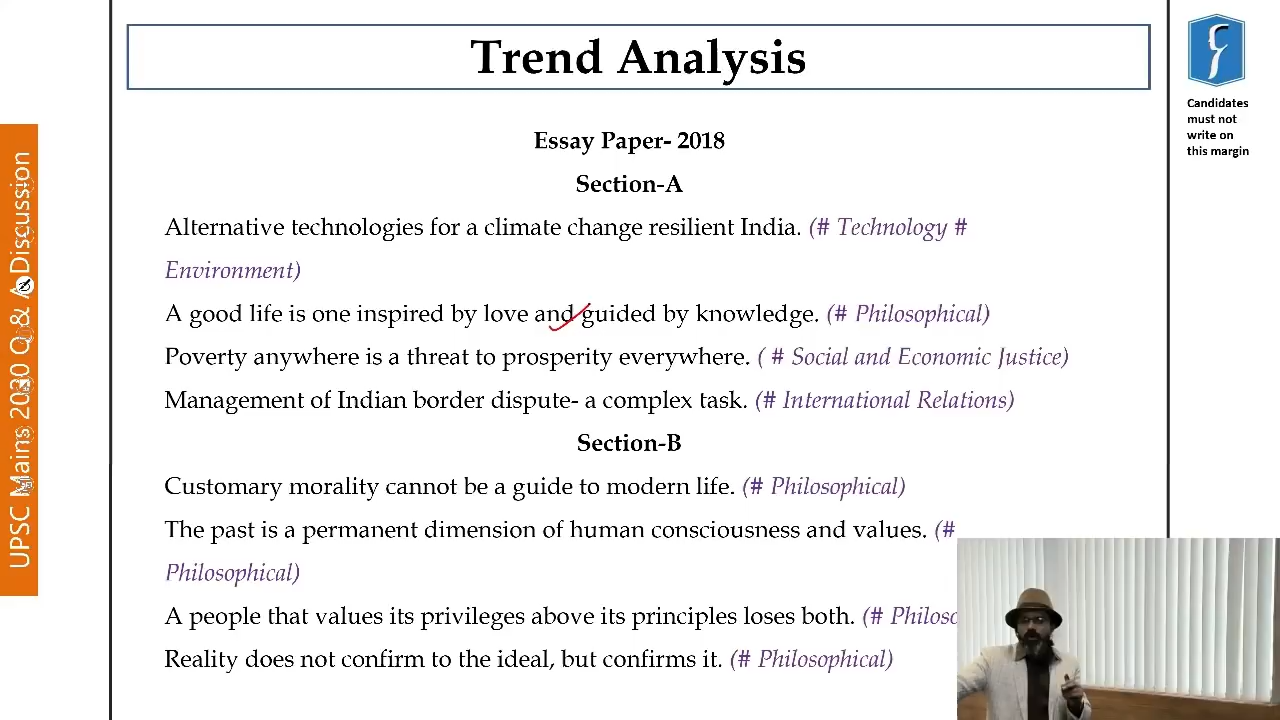 Trend Analysis
Candidates
must not
write on
this margin
Essay Paper- 2018
Section-A
Alternative technologies for a climate change resilient India. (# Technology #
Environment)
A good life is one inspired by love and guided by knowledge. (# Philosophical)
Poverty anywhere is a threat to prosperity everywhere. ( # Social and Economic Justice)
Management of Indian border dispute- a complex task. (# International Relations)
Section-B
Customary morality cannot be a guide to modern life. (# Philosophical)
The past is a permanent dimension of human consciousness and values. (#
Philosophical)
A people that values its privileges above its principles loses both. (# Philoso
Reality does not confirm to the ideal, but confirms it. (# Philosophical)
UPSC Mains 2020 Q & A Discussion